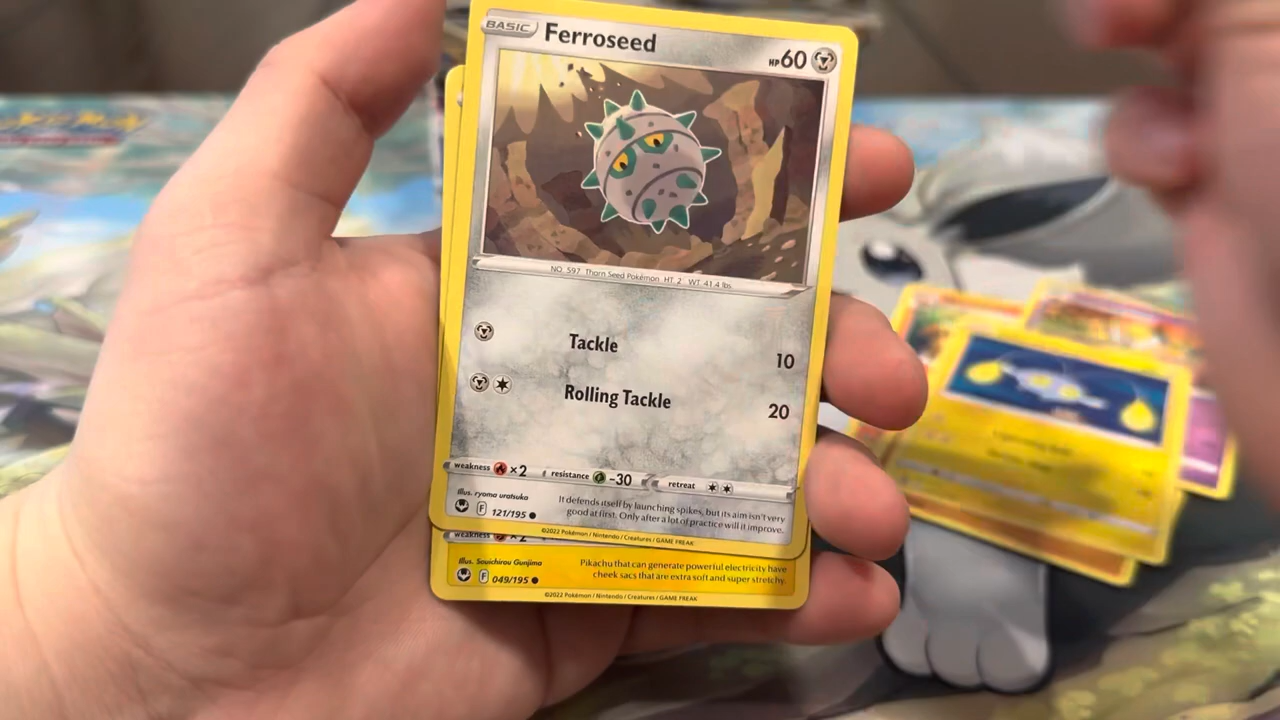 BASIC Ferroseed HP 60
NO. 597 Thorn Seed Pokémon HT. 2' WT. 41.4 lbs.
Tackle 10
Rolling Tackle 20
weakness ×2 resistance -30 retreat
Illus. ryoma uratsuka
F 121/195
It defends itself by launching spikes, but its aim isn't very
good at first. Only after a lot of practice will it improve.
©2022 Pokémon / Nintendo / Creatures / GAME FREAK
weakness ×2
Illus. Souichirou Gunjima
F 049/195
Pikachu that can generate powerful electricity have
cheek sacs that are extra soft and super stretchy.
©2022 Pokémon / Nintendo / Creatures / GAME FREAK